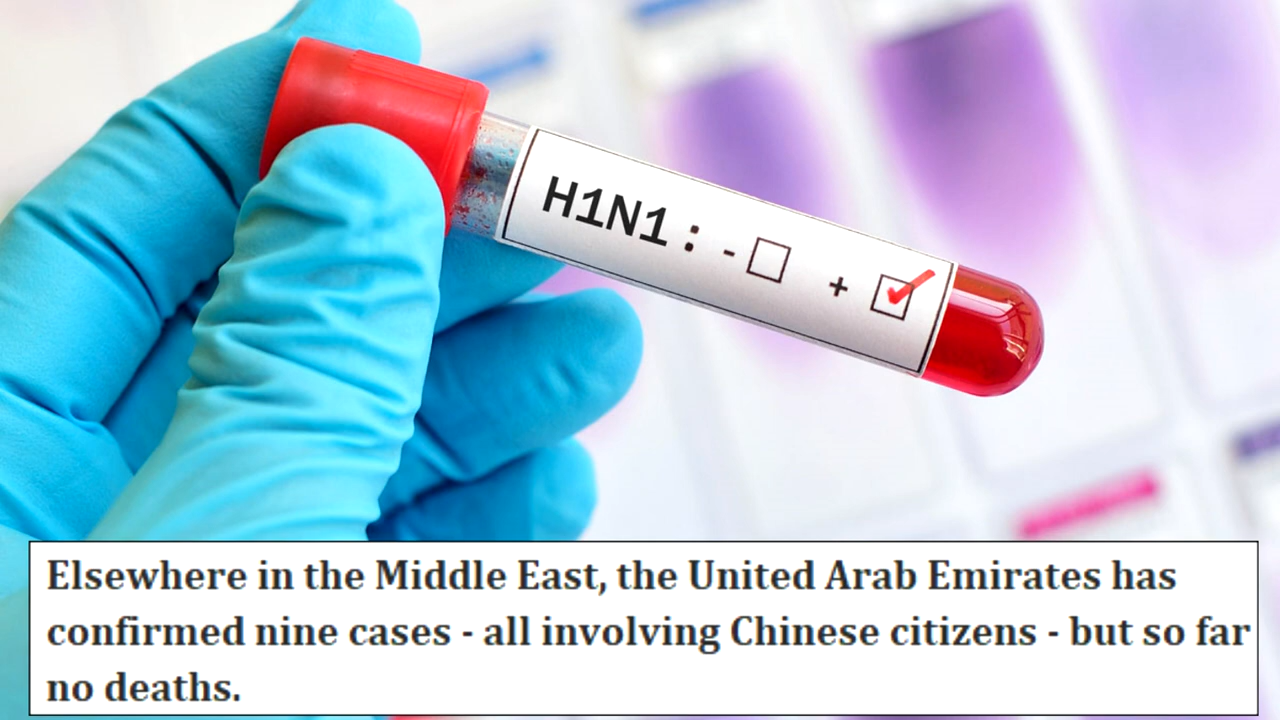 H1N1 : - □ + ☑
Elsewhere in the Middle East, the United Arab Emirates has
confirmed nine cases - all involving Chinese citizens - but so far
no deaths.